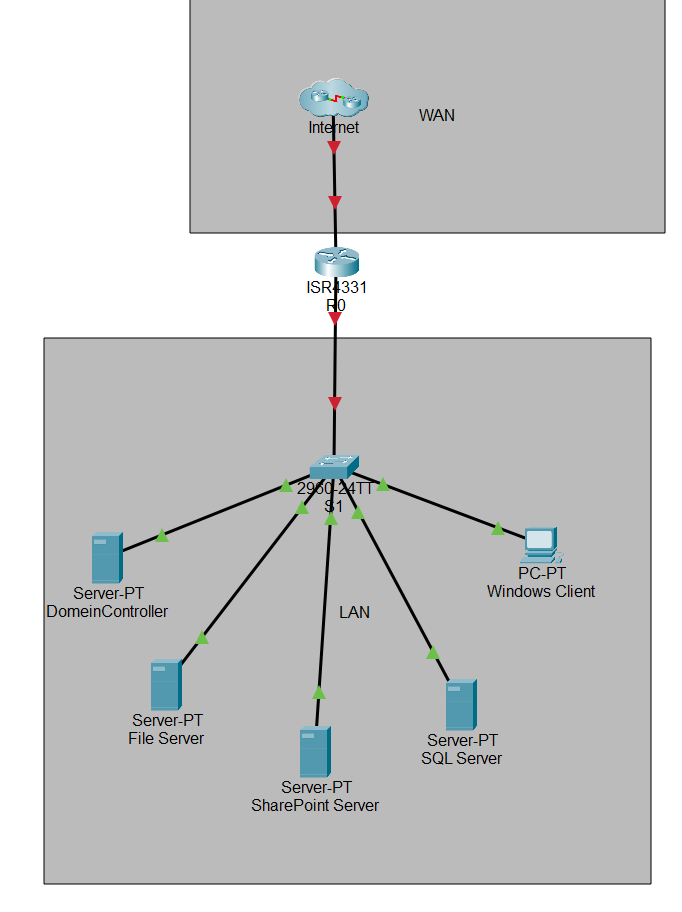 Internet
WAN
ISR4331
R0
2960-24TT
S1
Server-PT
DomeinController
PC-PT
Windows Client
LAN
Server-PT
File Server
Server-PT
SQL Server
Server-PT
SharePoint Server